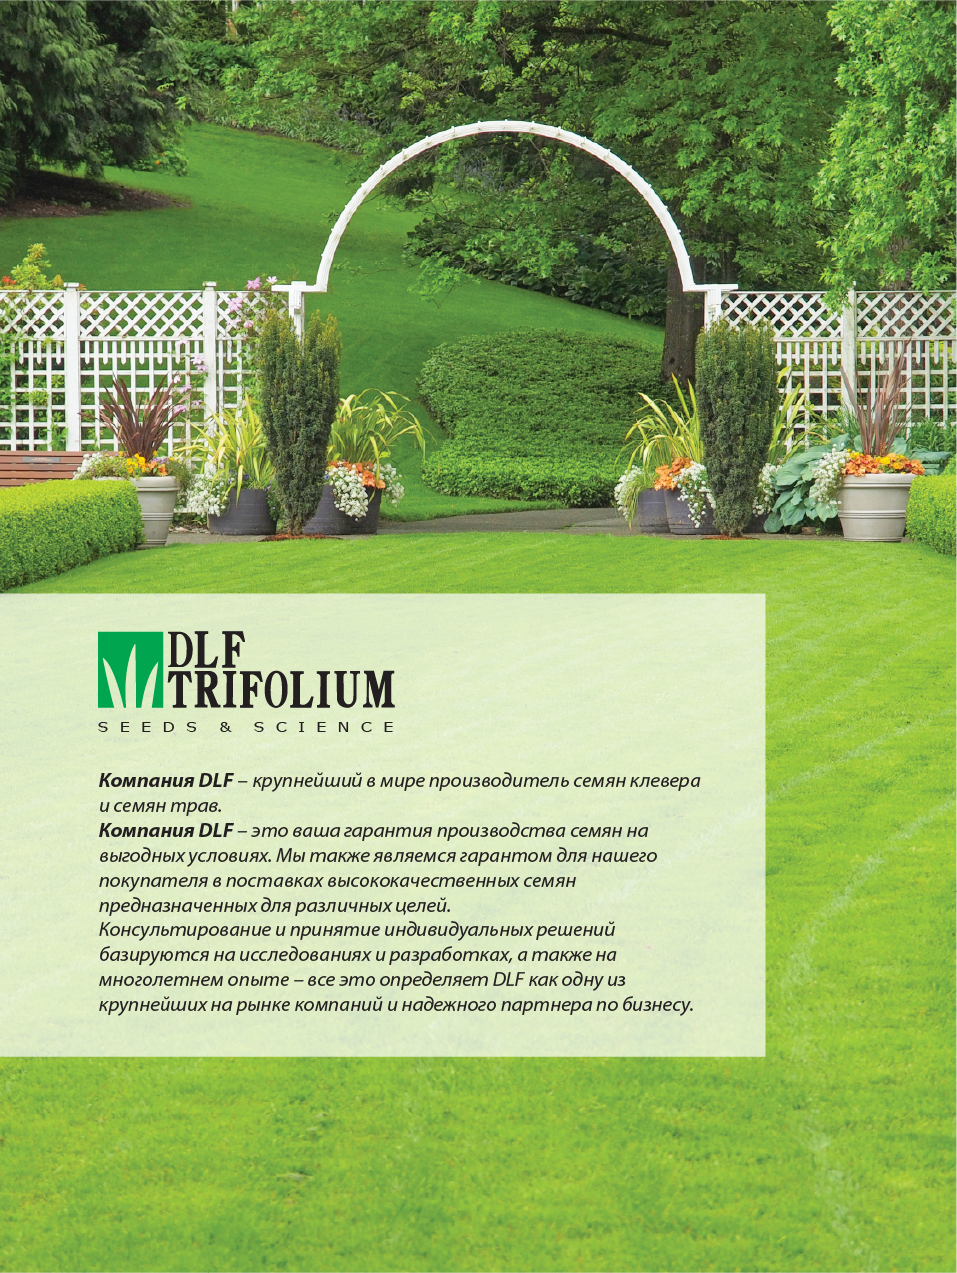 DLF
TRIFOLIUM
SEEDS & SCIENCE
Компания DLF – крупнейший в мире производитель семян клевера
и семян трав.
Компания DLF – это ваша гарантия производства семян на
выгодных условиях. Мы также являемся гарантом для нашего
покупателя в поставках высококачественных семян
предназначенных для различных целей.
Консультирование и принятие индивидуальных решений
базируются на исследованиях и разработках, а также на
многолетнем опыте – все это определяет DLF как одну из
крупнейших на рынке компаний и надежного партнера по бизнесу.